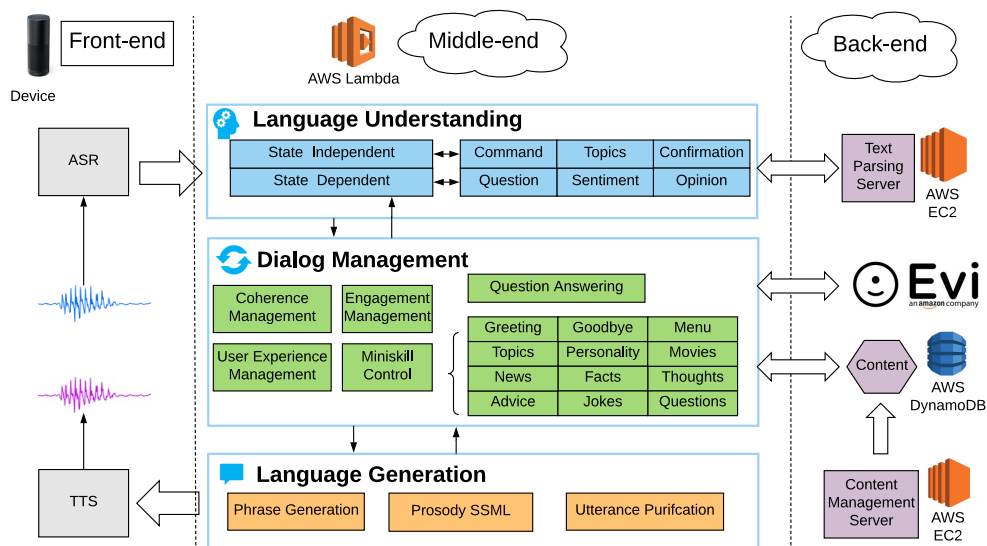 Front-end
Device
AWS Lambda
Middle-end
Back-end
ASR
TTS
Language Understanding
State Independent
State Dependent
Command
Topics
Confirmation
Question
Sentiment
Opinion
Text
Parsing
Server
AWS
EC2
Dialog Management
Coherence
Management
Engagement
Management
User Experience
Management
Miniskill
Control
Question Answering
Greeting
Goodbye
Menu
Topics
Personality
Movies
News
Facts
Thoughts
Advice
Jokes
Questions
Evi
an amazon company
Content
AWS
DynamoDB
Language Generation
Phrase Generation
Prosody SSML
Utterance Purifcation
Content
Management
Server
AWS
EC2